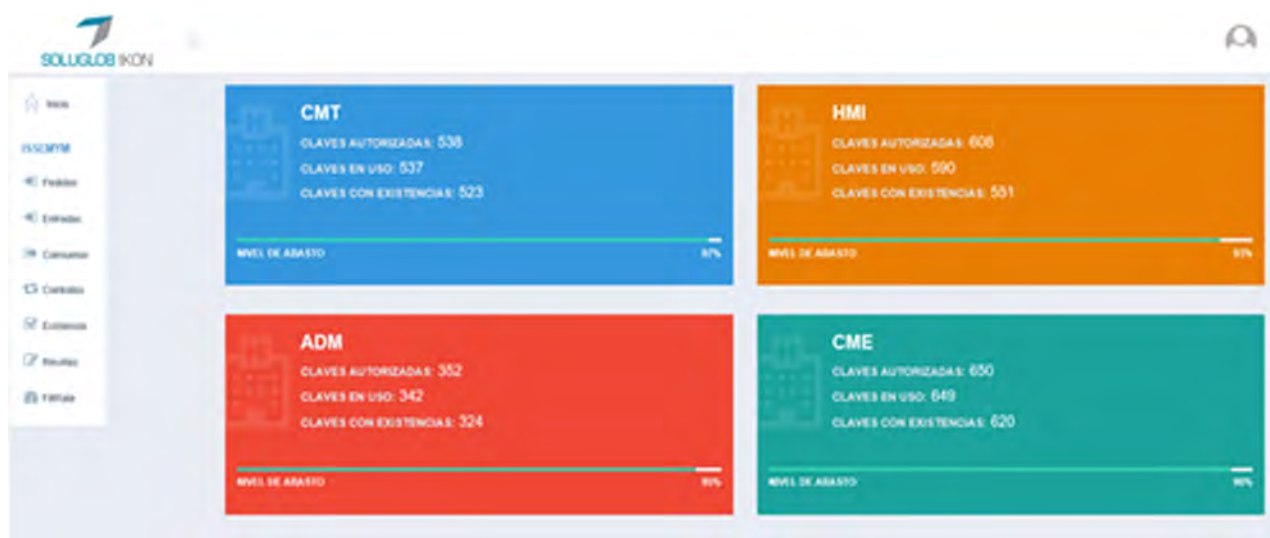 SOLUGLOB IKON
Inicio
ISSEMYM
Pedidos
Entradas
Consumos
Existencia
Recetas
CMT
CLAVES AUTORIZADAS: 538
CLAVES EN USO: 537
CLAVES CON EXISTENCIAS: 523
NIVEL DE ABASTO
97%
HMI
CLAVES AUTORIZADAS: 608
CLAVES EN USO: 590
CLAVES CON EXISTENCIAS: 551
NIVEL DE ABASTO
93%
ADM
CLAVES AUTORIZADAS: 352
CLAVES EN USO: 342
CLAVES CON EXISTENCIAS: 324
NIVEL DE ABASTO
CME
CLAVES AUTORIZADAS: 650
CLAVES EN USO: 649
CLAVES CON EXISTENCIAS: 620
NIVEL DE ABASTO